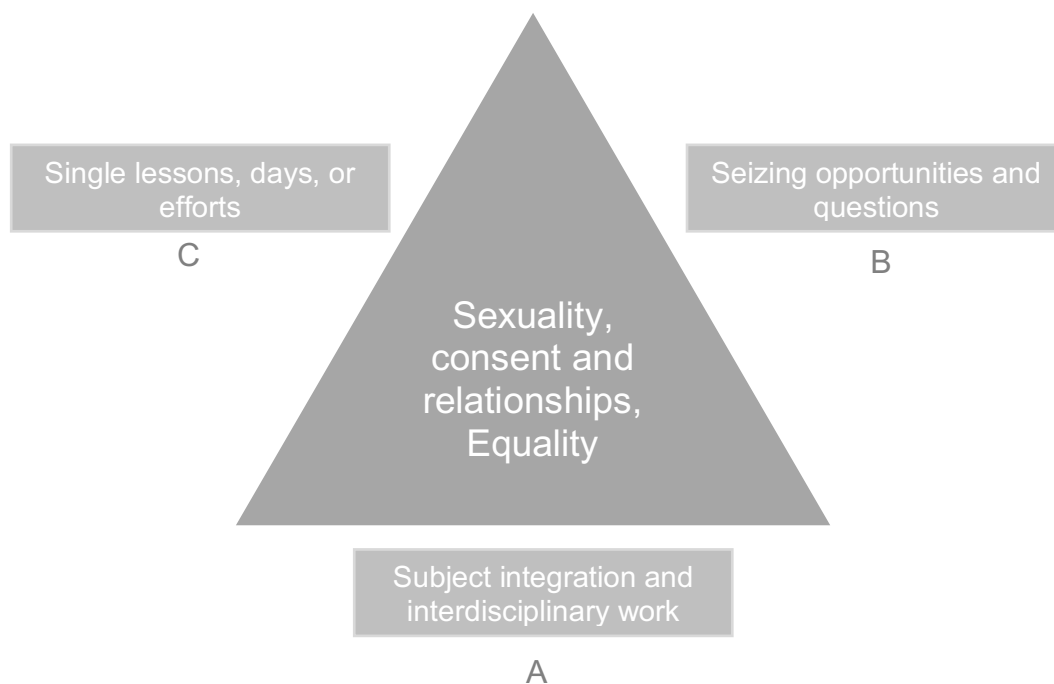 Single lessons, days, or
efforts
C
Seizing opportunities and
questions
B
Sexuality,
consent and
relationships,
Equality
Subject integration and
interdisciplinary work
A